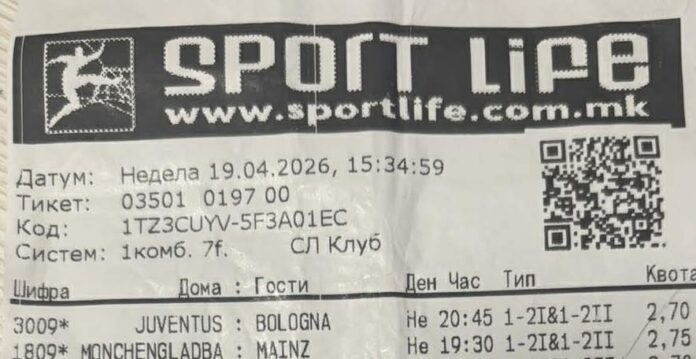 SPORT LIFE
www.sportlife.com.mk
Датум: Недела 19.04.2026, 15:34:59
Тикет: 03501 0197 00
Код: 1TZ3CUYV-5F3A01EC
Систем: 1комб. 7f. СЛ Клуб
Шифра Дома : Гости Ден Час Тип Квота
3009* JUVENTUS : BOLOGNA Не 20:45 1-2I&1-2II 2,70
1809* MONCHENGLADBA : MAINZ Не 19:30 1-2I&1-2II 2,75